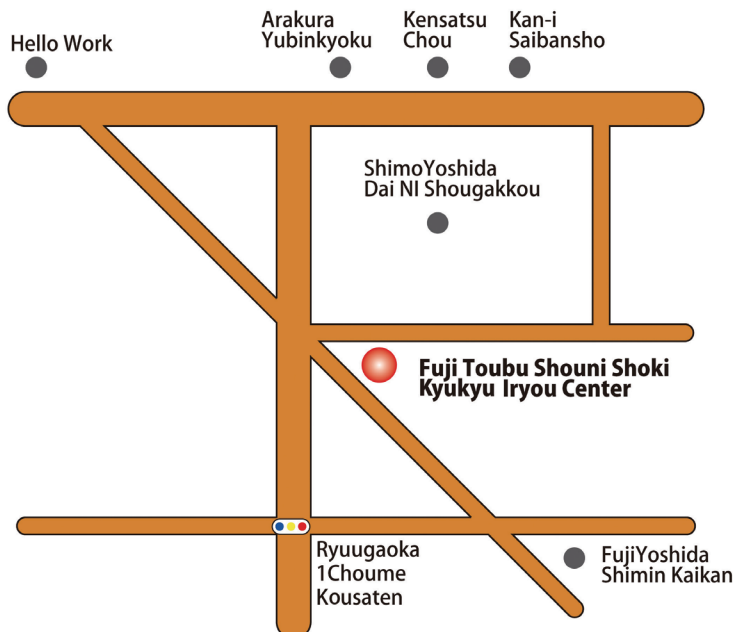 Hello Work
Arakura
Yubinkyoku
Kensatsu
Chou
Kan-i
Saibansho
ShimoYoshida
Dai NI Shougakkou
Fuji Toubu Shouni Shoki
Kyukyu Iryou Center
Ryuugaoka
1Choume
Kousaten
FujiYoshida
Shimin Kaikan